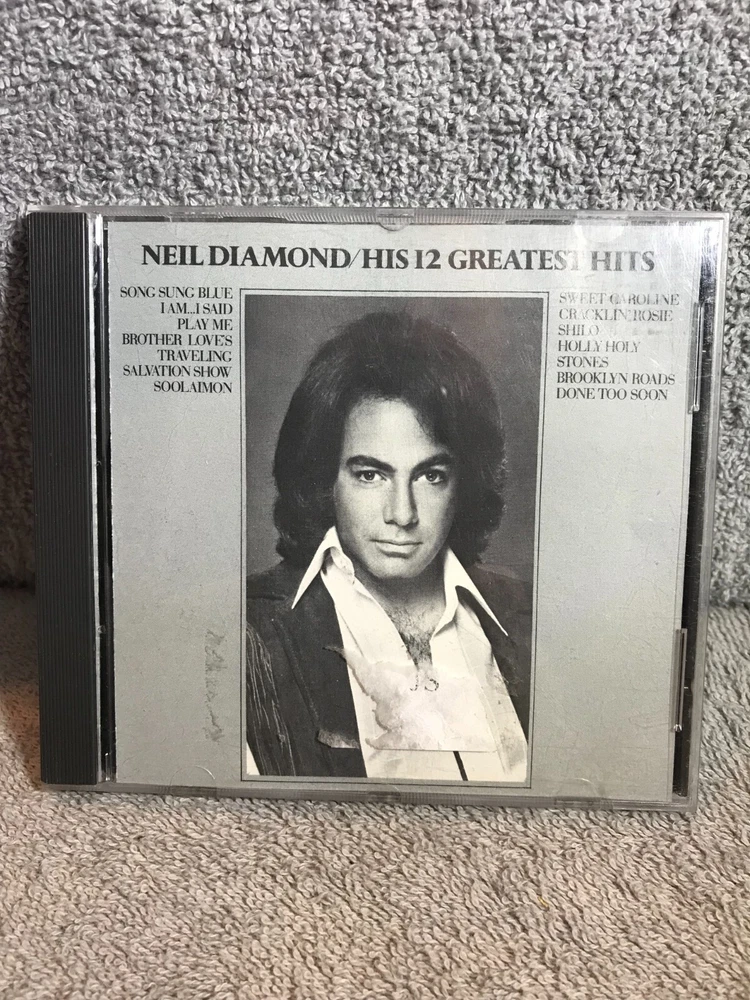 NEIL DIAMOND/HIS 12 GREATEST HITS
SONG SUNG BLUE
I AM...I SAID
PLAY ME
BROTHER LOVE'S
TRAVELING
SALVATION SHOW
SOOLAIMON
SWEET CAROLINE
CRACKLIN' ROSIE
SHILO
HOLLY HOLY
STONES
BROOKLYN ROADS
DONE TOO SOON